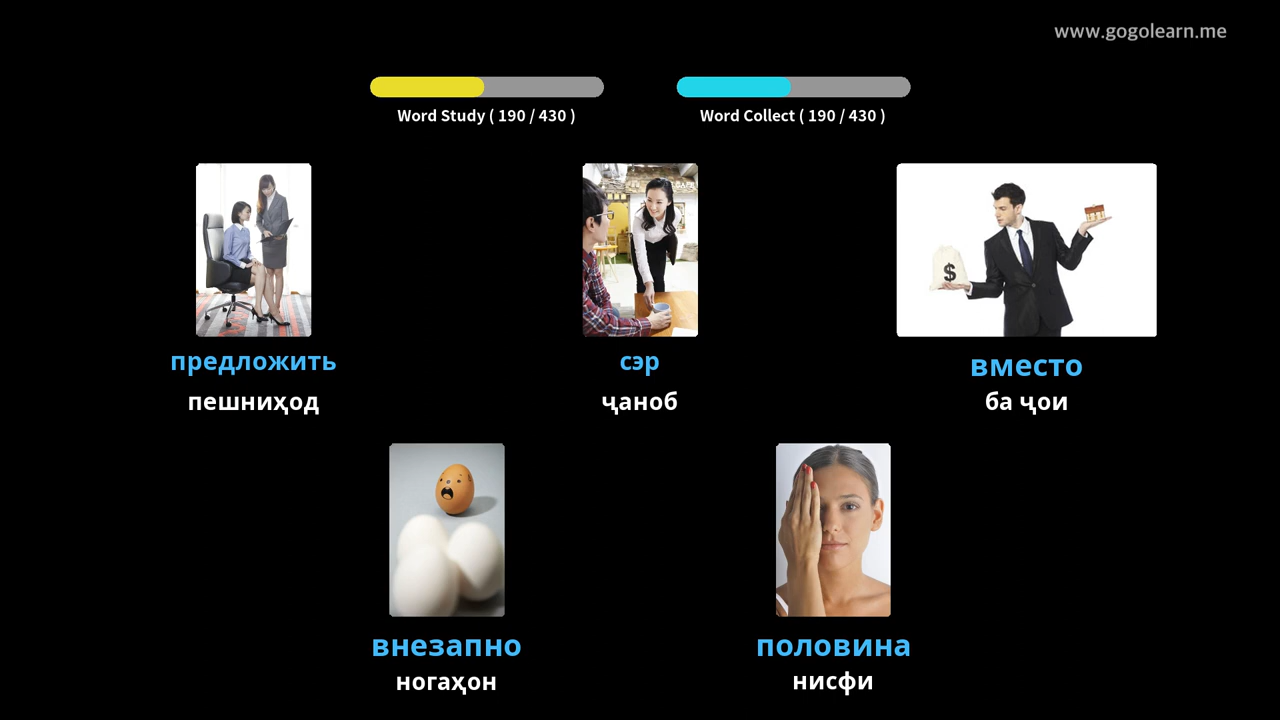 www.gogolearn.me
Word Study ( 190 / 430 )
Word Collect ( 190 / 430 )
предложить
пешниҳод
сэр
ҷаноб
вместо
ба ҷои
внезапно
ногаҳон
половина
нисфи